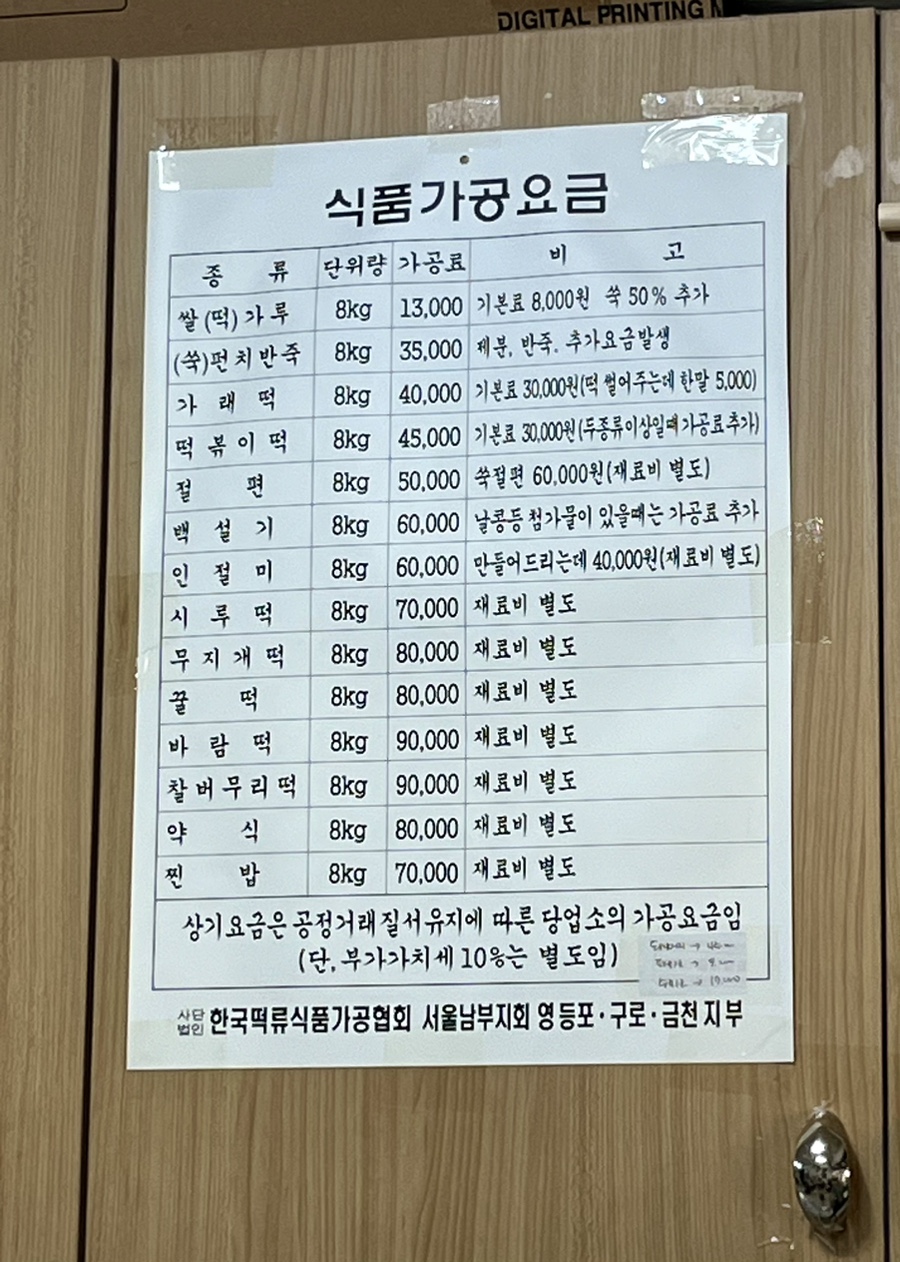 DIGITAL PRINTING
식품가공요금
종 류 단위량 가공료 비 고
쌀(떡)가루 8kg 13,000 기본료 8,000원 쑥 50% 추가
(쑥)펀치반죽 8kg 35,000 제분, 반죽, 추가요금발생
가래떡 8kg 40,000 기본료 30,000원(떡 썰어주는데 한말 5,000)
떡볶이떡 8kg 45,000 기본료 30,000원(두종류이상일때 가공료추가)
절편 8kg 50,000 쑥절편 60,000원(재료비 별도)
백설기 8kg 60,000 날콩등 첨가물이 있을때는 가공료 추가
인절미 8kg 60,000 만들어드리는데 40,000원(재료비 별도)
시루떡 8kg 70,000 재료비 별도
무지개떡 8kg 80,000 재료비 별도
꿀떡 8kg 80,000 재료비 별도
바람떡 8kg 90,000 재료비 별도
찰버무리떡 8kg 90,000 재료비 별도
약식 8kg 80,000 재료비 별도
찐밥 8kg 70,000 재료비 별도
상기요금은 공정거래질서유지에 따른 당업소의 가공요금임
(단, 부가가치세 10%는 별도임)
사단법인 한국떡류식품가공협회 서울남부지회 영등포·구로·금천지부